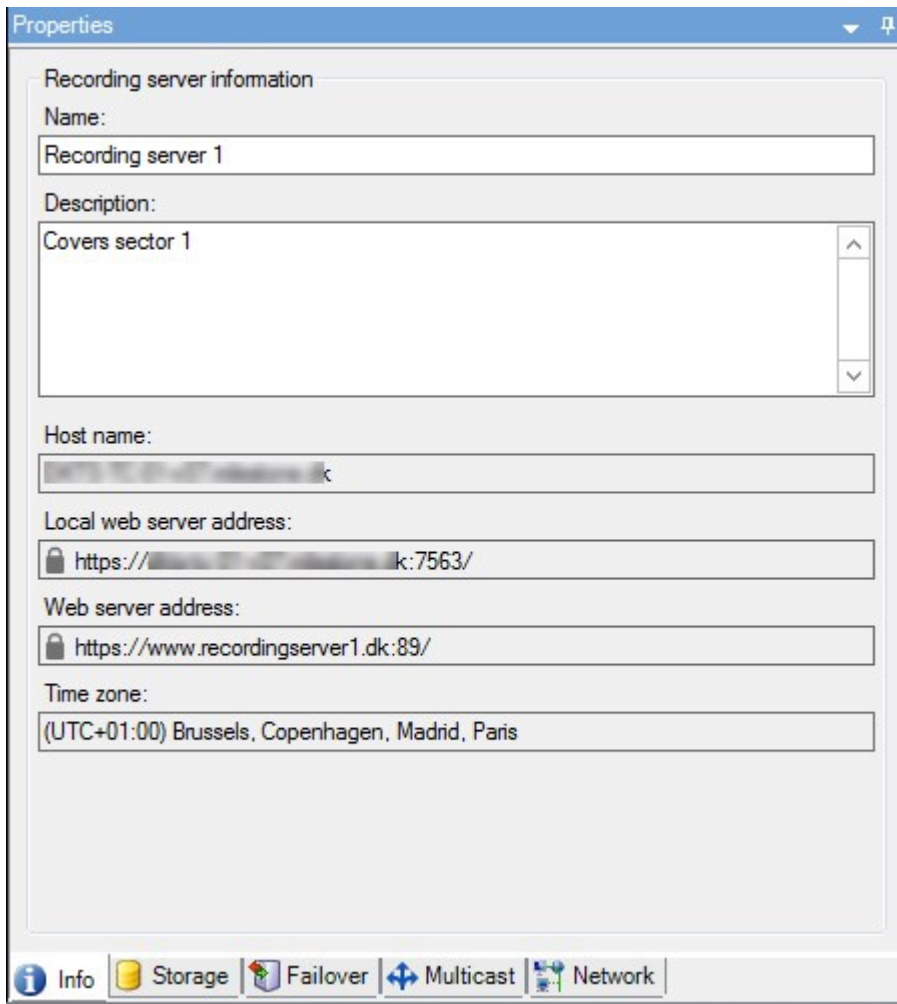 Properties
Recording server information
Name:
Recording server 1
Description:
Covers sector 1
Host name:
k
Local web server address:
https:// k:7563/
Web server address:
https://www.recordingserver1.dk:89/
Time zone:
(UTC+01:00) Brussels, Copenhagen, Madrid, Paris
Info Storage Failover Multicast Network